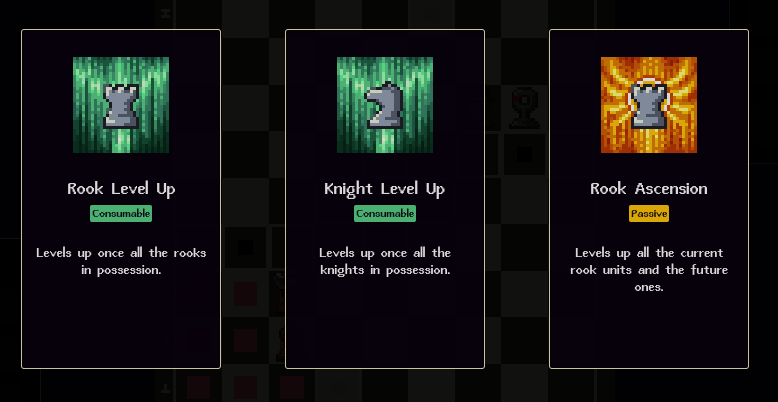 Rook Level Up
Consumable
Levels up once all the rooks
in possession.
Knight Level Up
Consumable
Levels up once all the
knights in possession.
Rook Ascension
Passive
Levels up all the current
rook units and the future
ones.